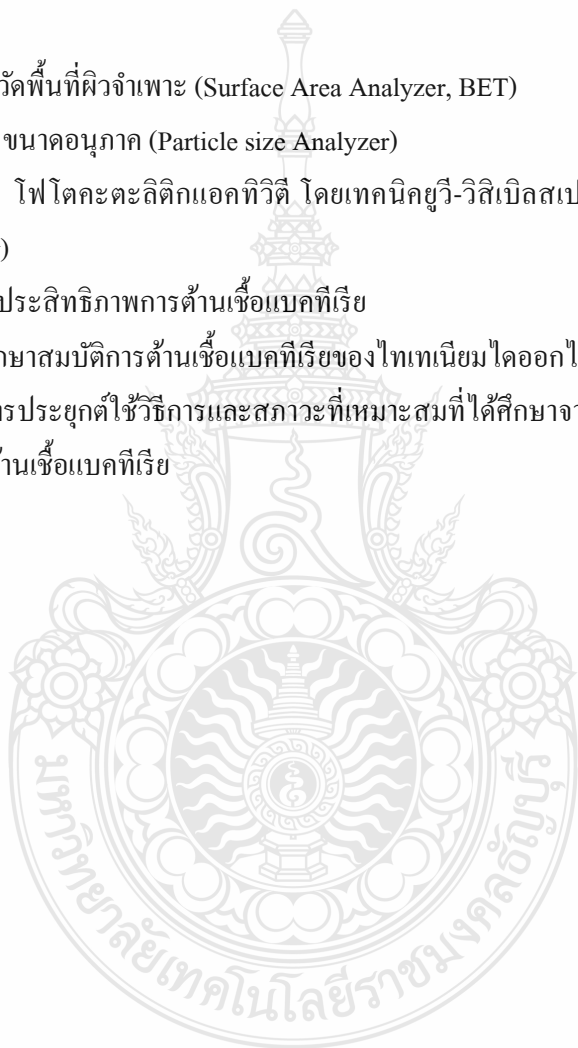 วัดพื้นที่ผิวจำเพาะ (Surface Area Analyzer, BET)
ขนาดอนุภาค (Particle size Analyzer)
โฟโตคะตะลิติกแอคทิวิตี โดยเทคนิคยูวี-วิสิเบิลสเป
)
ประสิทธิภาพการต้านเชื้อแบคทีเรีย
กษาสมบัติการต้านเชื้อแบคทีเรียของไทเทเนียมไดออกไ
ารประยุกต์ใช้วิธีการและสภาวะที่เหมาะสมที่ได้ศึกษาจา
้านเชื้อแบคทีเรีย
มหาวิทยาลัยเทคโนโลยีราชมงคลธัญบุรี